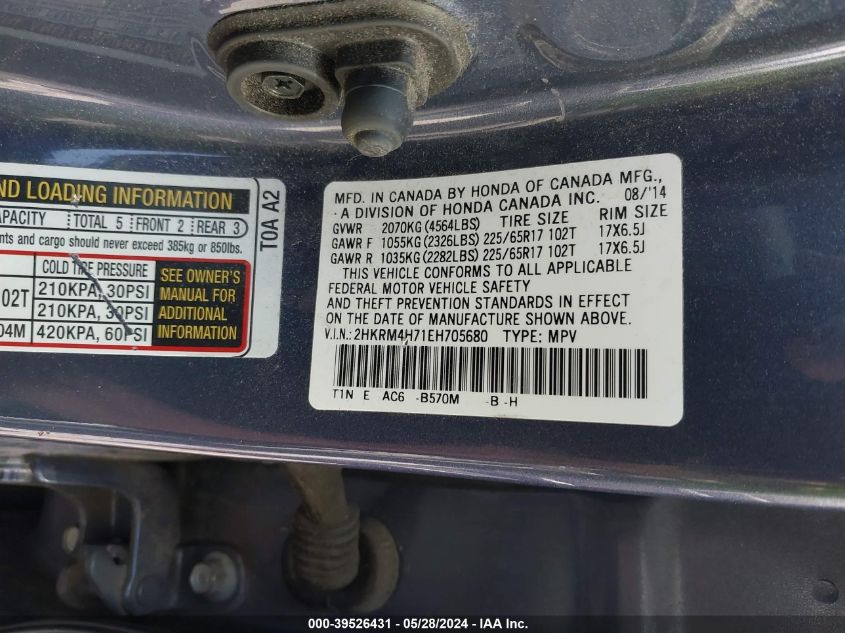 ND LOADING INFORMATION
APACITY TOTAL 5 FRONT 2 REAR 3
nts and cargo should never exceed 385kg or 850lbs.
COLD TIRE PRESSURE
02T 210KPA, 30PSI
210KPA, 30PSI
04M 420KPA, 60PSI
SEE OWNER'S
MANUAL FOR
ADDITIONAL
INFORMATION
TOA A2
MFD. IN CANADA BY HONDA OF CANADA MFG.,
A DIVISION OF HONDA CANADA INC. 08/'14
GVWR 2070KG (4564LBS) TIRE SIZE RIM SIZE
GAWR F 1055KG (2326LBS) 225/65R17 102T 17X6.5J
GAWR R 1035KG (2282LBS) 225/65R17 102T 17X6.5J
THIS VEHICLE CONFORMS TO ALL APPLICABLE
FEDERAL MOTOR VEHICLE SAFETY
AND THEFT PREVENTION STANDARDS IN EFFECT
ON THE DATE OF MANUFACTURE SHOWN ABOVE.
V.I.N.: 2HKRM4H71EH705680 TYPE: MPV
T1N E AC6 -B570M -B -H
000-39526431 - 05/28/2024 - IAA Inc.